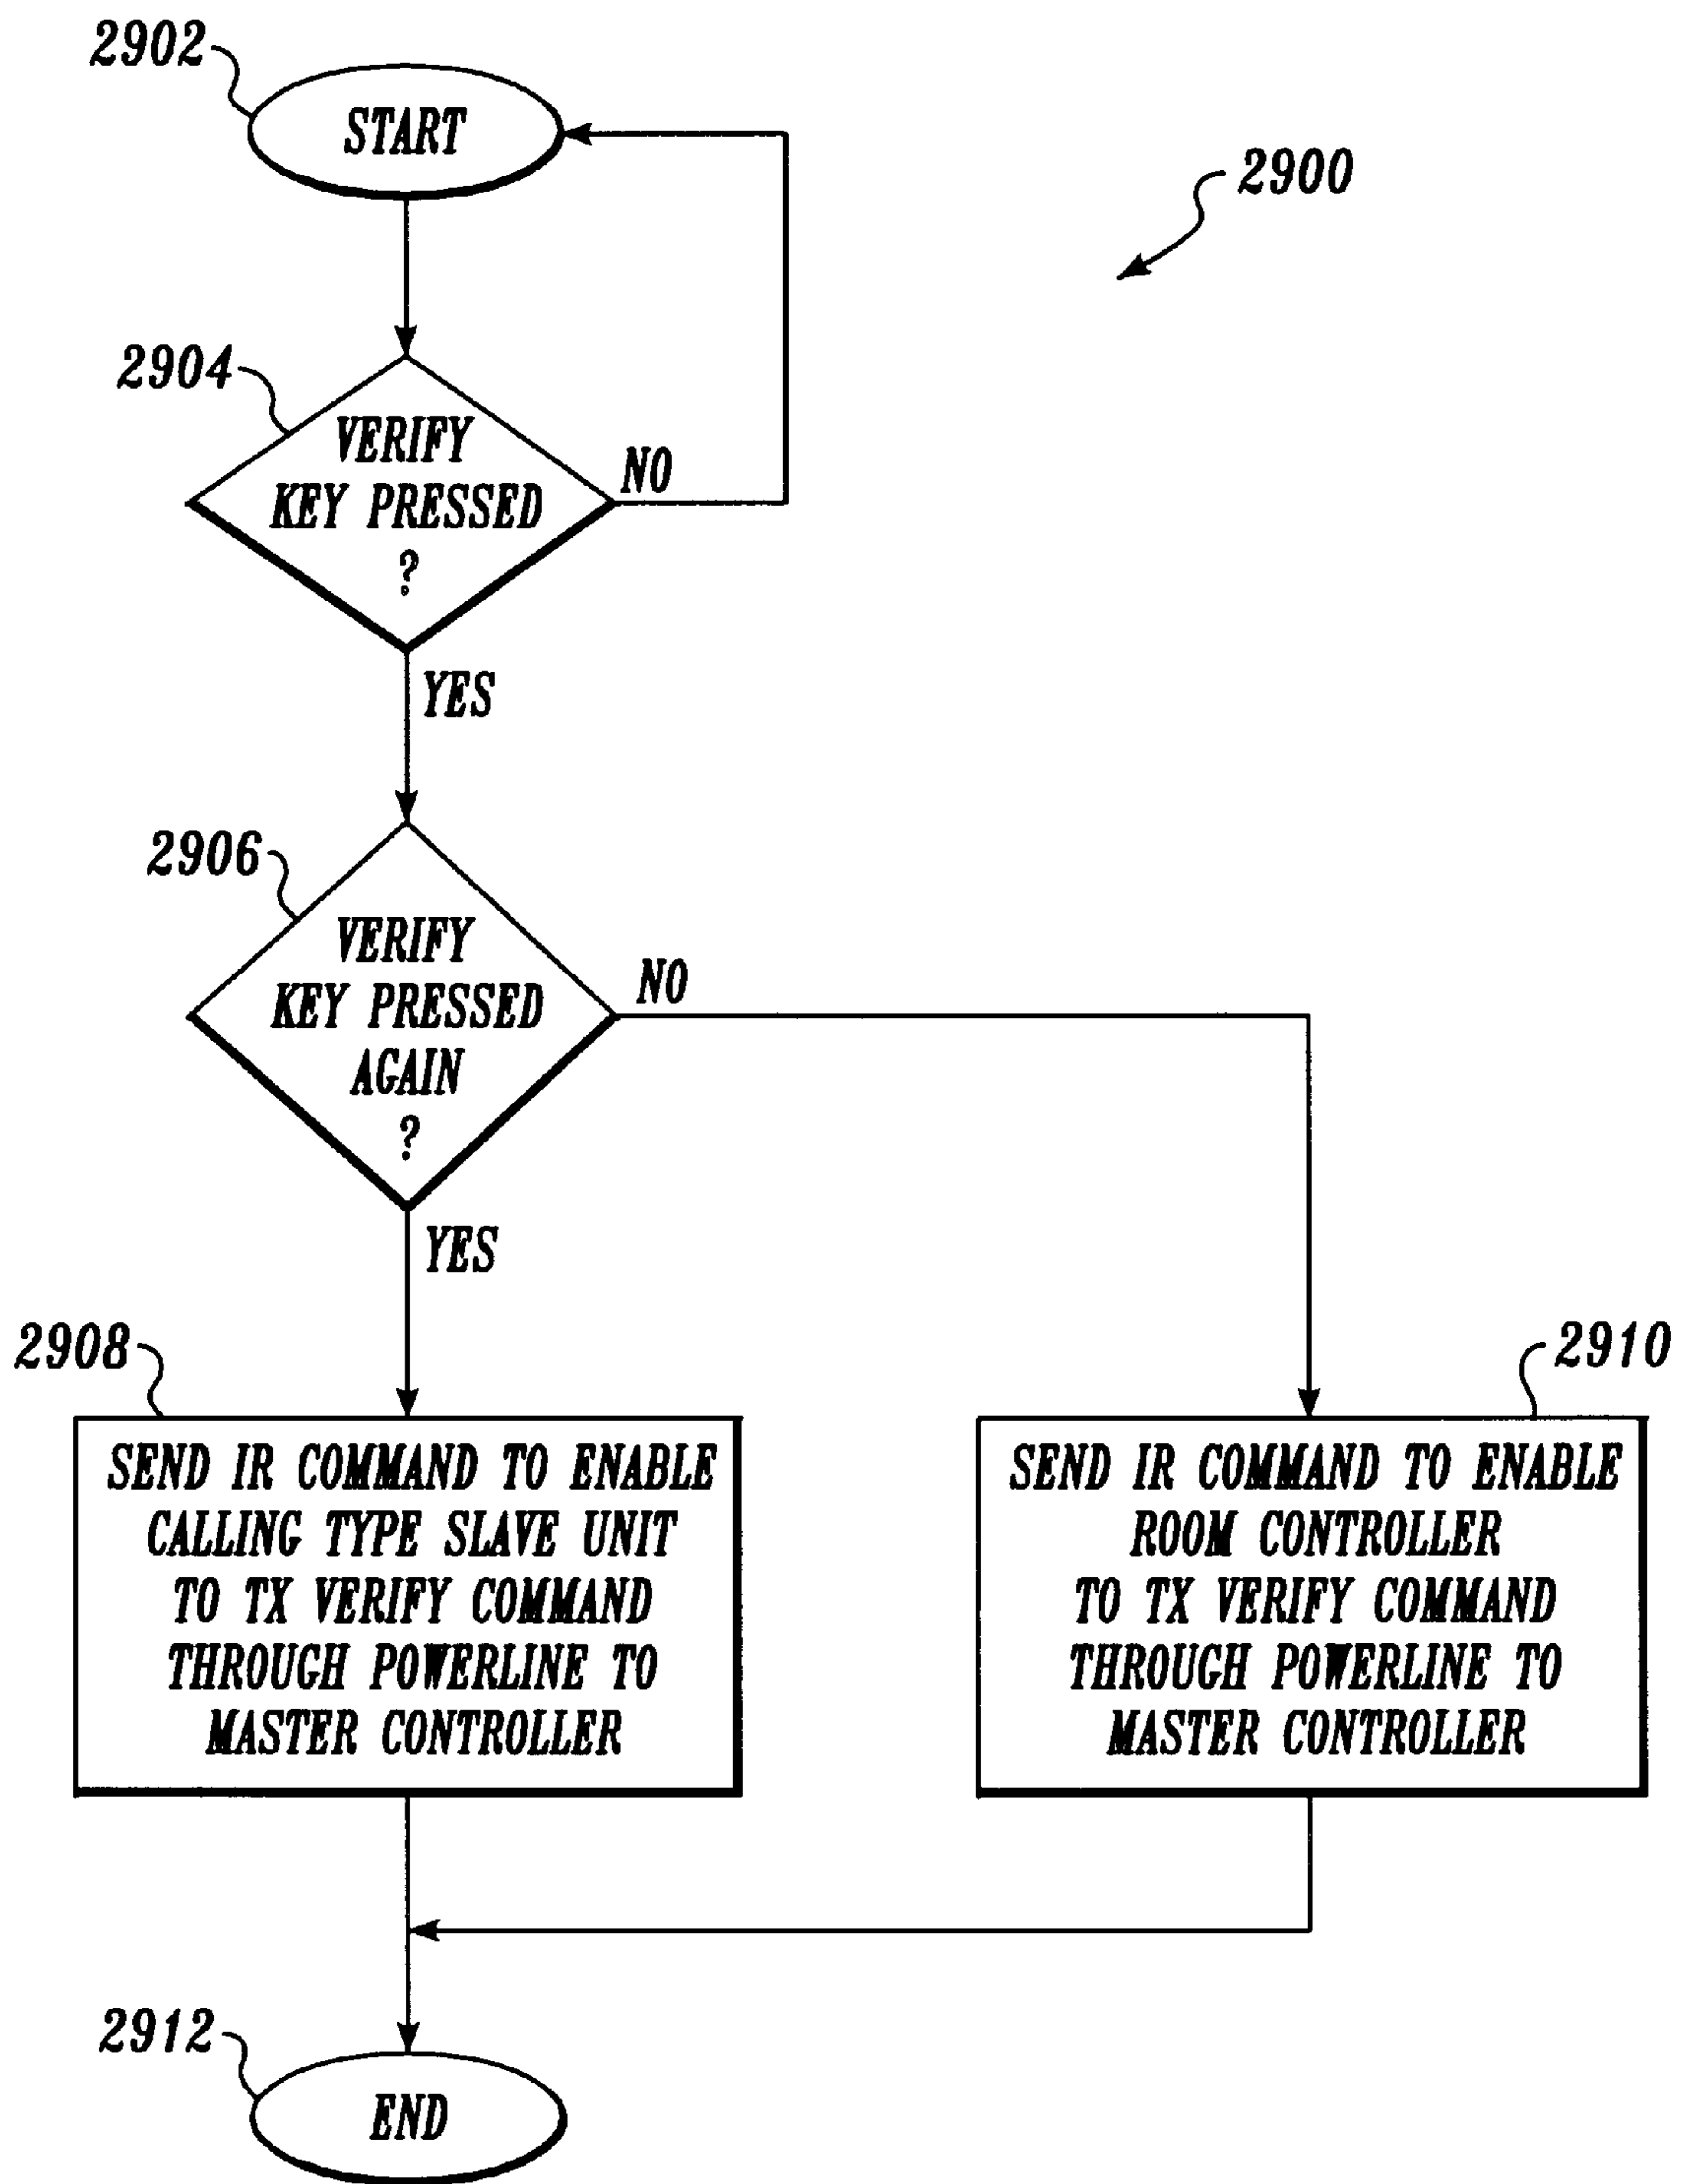 2902
START
2900
2904
VERIFY
KEY PRESSED
?
NO
YES
2906
VERIFY
KEY PRESSED
AGAIN
?
NO
YES
2908
SEND IR COMMAND TO ENABLE
CALLING TYPE SLAVE UNIT
TO TX VERIFY COMMAND
THROUGH POWERLINE TO
MASTER CONTROLLER
2910
SEND IR COMMAND TO ENABLE
ROOM CONTROLLER
TO TX VERIFY COMMAND
THROUGH POWERLINE TO
MASTER CONTROLLER
2912
END